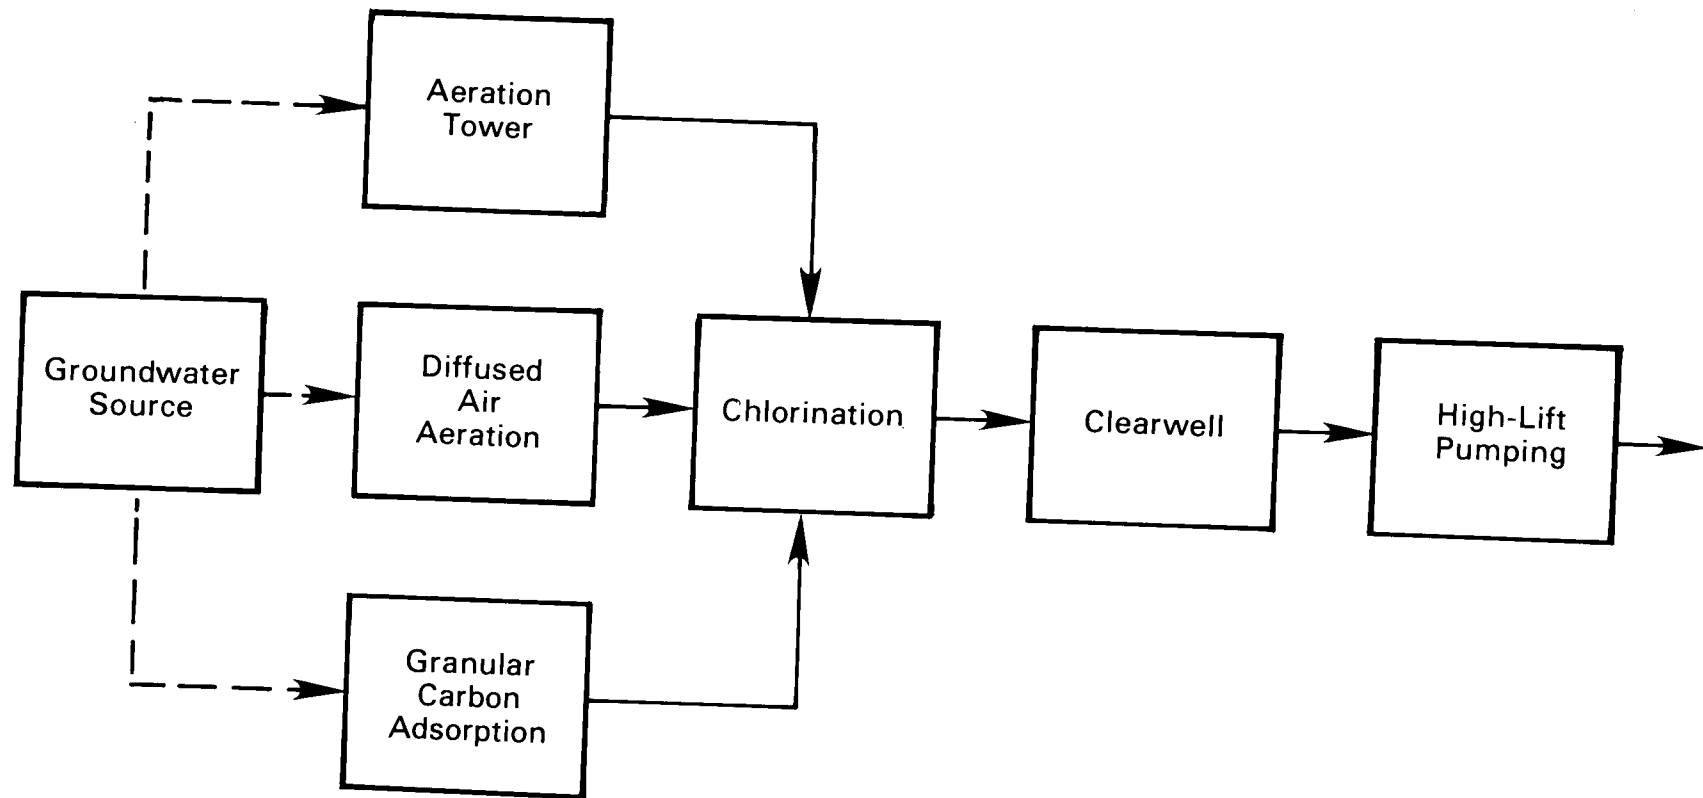 Aeration
Tower
Groundwater
Source
Diffused
Air
Aeration
Chlorination
Clearwell
High-Lift
Pumping
Granular
Carbon
Adsorption